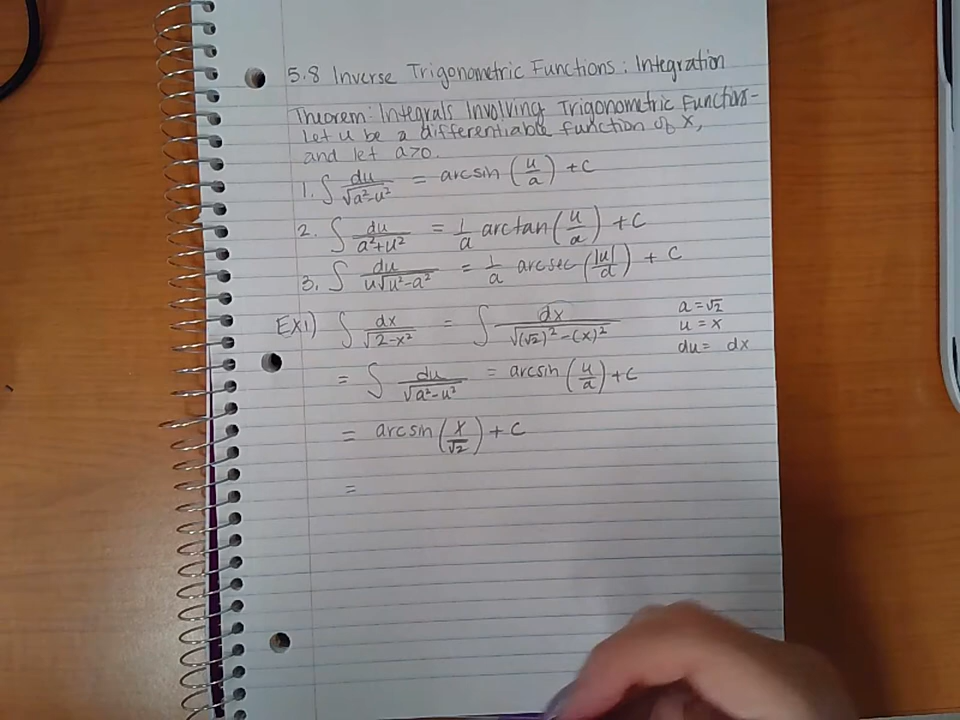 5.8 Inverse Trigonometric Functions: Integration
Theorem: Integrals Involving Trigonometric Functions-
Let u be a differentiable function of x,
and let a>0.
1. ∫ du/√(a²-u²) = arcsin (u/a) + C
2. ∫ du/(a²+u²) = 1/a arctan (u/a) + C
3. ∫ du/(u√(u²-a²)) = 1/a arcsec (|u|/a) + C
EX1) ∫ dx/√(2-x²) = ∫ dx/√((√2)²-(x)²)
a = √2
u = x
du = dx
= ∫ du/√(a²-u²) = arcsin (u/a) + C
= arcsin (x/√2) + C
=